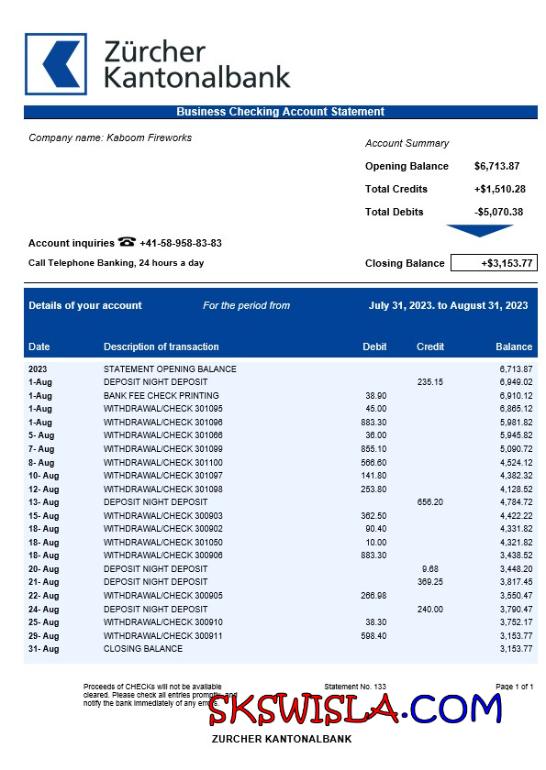 Zürcher
Kantonalbank
Business Checking Account Statement
Company name: Kaboom Fireworks
Account Summary
Opening Balance $6,713.87
Total Credits +$1,510.28
Total Debits -$5,070.38
Account inquiries ☎ +41-58-958-83-83
Call Telephone Banking, 24 hours a day
Closing Balance +$3,153.77
Details of your account For the period from July 31, 2023. to August 31, 2023
Date Description of transaction Debit Credit Balance
2023 STATEMENT OPENING BALANCE 6,713.87
1-Aug DEPOSIT NIGHT DEPOSIT 235.15 6,949.02
1-Aug BANK FEE CHECK PRINTING 38.90 6,910.12
1-Aug WITHDRAWAL/CHECK 301095 45.00 6,865.12
1-Aug WITHDRAWAL/CHECK 301096 883.30 5,981.82
5- Aug WITHDRAWAL/CHECK 301066 36.00 5,945.82
7- Aug WITHDRAWAL/CHECK 301099 855.10 5,090.72
8- Aug WITHDRAWAL/CHECK 301100 566.60 4,524.12
10- Aug WITHDRAWAL/CHECK 301097 141.80 4,382.32
12- Aug WITHDRAWAL/CHECK 301098 253.80 4,128.52
13- Aug DEPOSIT NIGHT DEPOSIT 656.20 4,784.72
15- Aug WITHDRAWAL/CHECK 300903 362.50 4,422.22
18- Aug WITHDRAWAL/CHECK 300902 90.40 4,331.82
18- Aug WITHDRAWAL/CHECK 301050 10.00 4,321.82
18- Aug WITHDRAWAL/CHECK 300906 883.30 3,438.52
20- Aug DEPOSIT NIGHT DEPOSIT 9.68 3,448.20
21- Aug DEPOSIT NIGHT DEPOSIT 369.25 3,817.45
22- Aug WITHDRAWAL/CHECK 300905 266.98 3,550.47
24- Aug DEPOSIT NIGHT DEPOSIT 240.00 3,790.47
25- Aug WITHDRAWAL/CHECK 300910 38.30 3,752.17
29- Aug WITHDRAWAL/CHECK 300911 598.40 3,153.77
31- Aug CLOSING BALANCE 3,153.77
Proceeds of CHECKs will not be available Statement No. 133 Page 1 of 1
cleared. Please check all entries promptly and
notify the bank immediately of any errors.
SKSWISLA.COM
ZURCHER KANTONALBANK